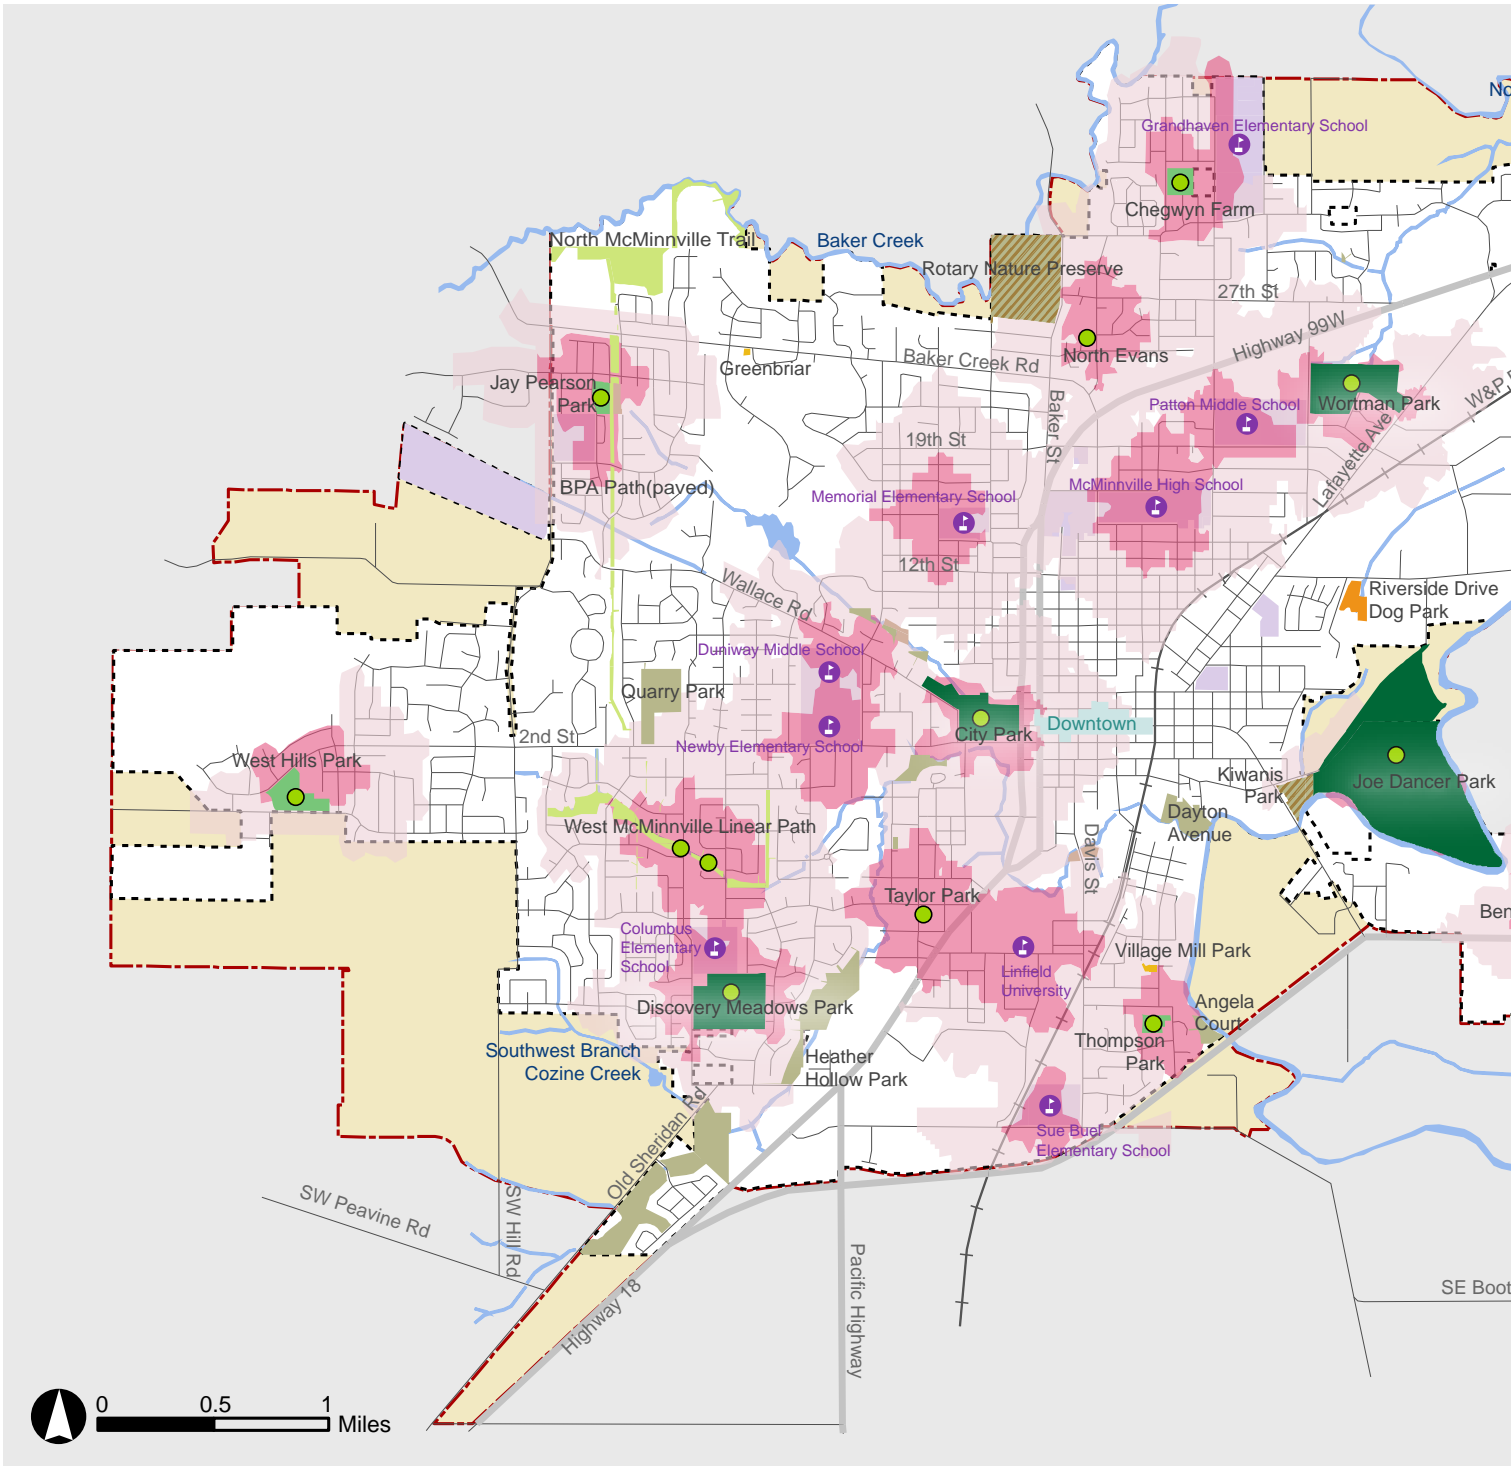 No
Grandhaven Elementary School
Chegwyn Farm
North McMinnville Trail
Baker Creek
Rotary Nature Preserve
27th St
Highway 99W
North Evans
Baker Creek Rd
Greenbriar
Jay Pearson
Park
Baker St
Patton Middle School
Wortman Park
W&P R
Lafayette Ave
19th St
BPA Path(paved)
Memorial Elementary School
McMinnville High School
12th St
Wallace Rd
Riverside Drive
Dog Park
Duniway Middle School
Quarry Park
City Park
Downtown
2nd St
Newby Elementary School
West Hills Park
Kiwanis
Park
Joe Dancer Park
Dayton
Avenue
West McMinnville Linear Path
Davis St
Taylor Park
Ben
Columbus
Elementary
School
Linfield
University
Village Mill Park
Discovery Meadows Park
Angela
Court
Thompson
Park
Southwest Branch
Cozine Creek
Heather
Hollow Park
Old Sheridan Rd
Sue Buel
Elementary School
SW Peavine Rd
SW Hill Rd
Highway 18
Pacific Highway
SE Boot
0 0.5 1
Miles